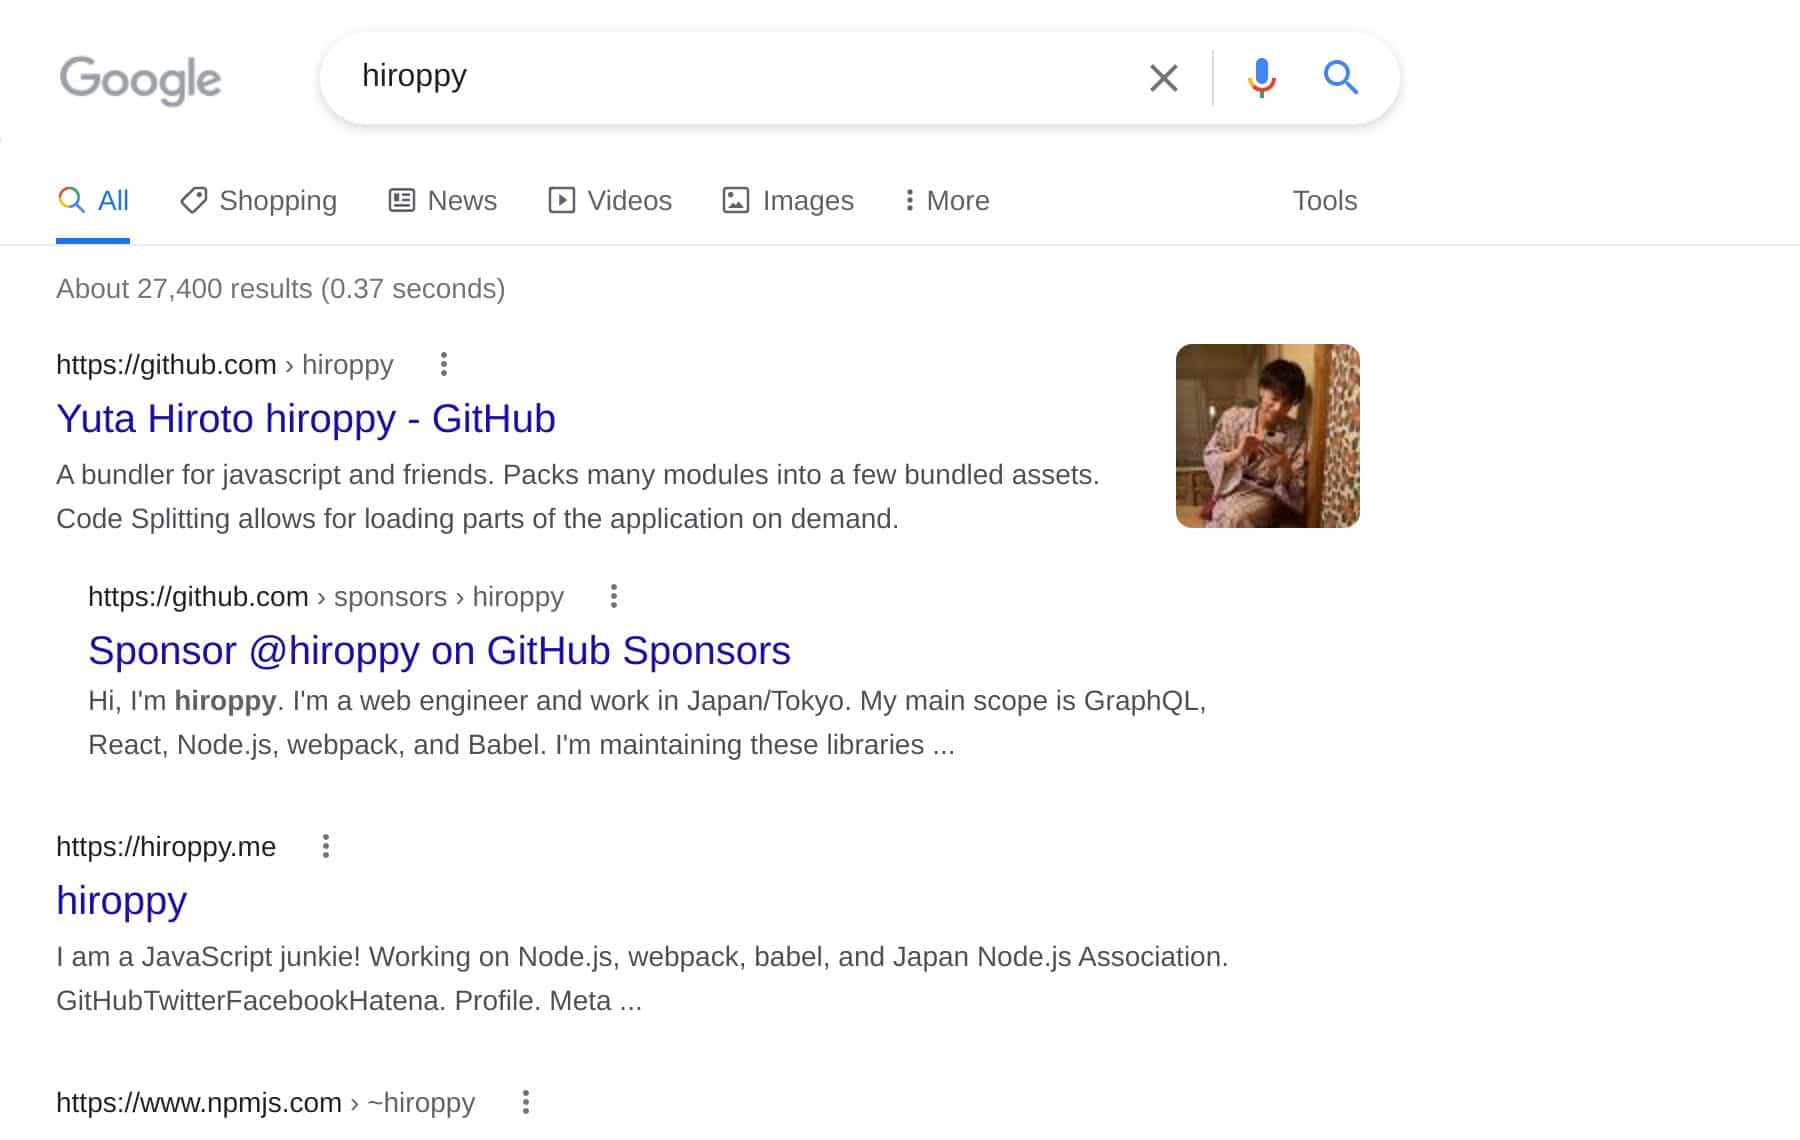 Google
hiroppy
All Shopping News Videos Images More Tools
About 27,400 results (0.37 seconds)
https://github.com › hiroppy
Yuta Hiroto hiroppy - GitHub
A bundler for javascript and friends. Packs many modules into a few bundled assets.
Code Splitting allows for loading parts of the application on demand.
https://github.com › sponsors › hiroppy
Sponsor @hiroppy on GitHub Sponsors
Hi, I'm hiroppy. I'm a web engineer and work in Japan/Tokyo. My main scope is GraphQL,
React, Node.js, webpack, and Babel. I'm maintaining these libraries ...
https://hiroppy.me
hiroppy
I am a JavaScript junkie! Working on Node.js, webpack, babel, and Japan Node.js Association.
GitHubTwitterFacebookHatena. Profile. Meta ...
https://www.npmjs.com › ~hiroppy